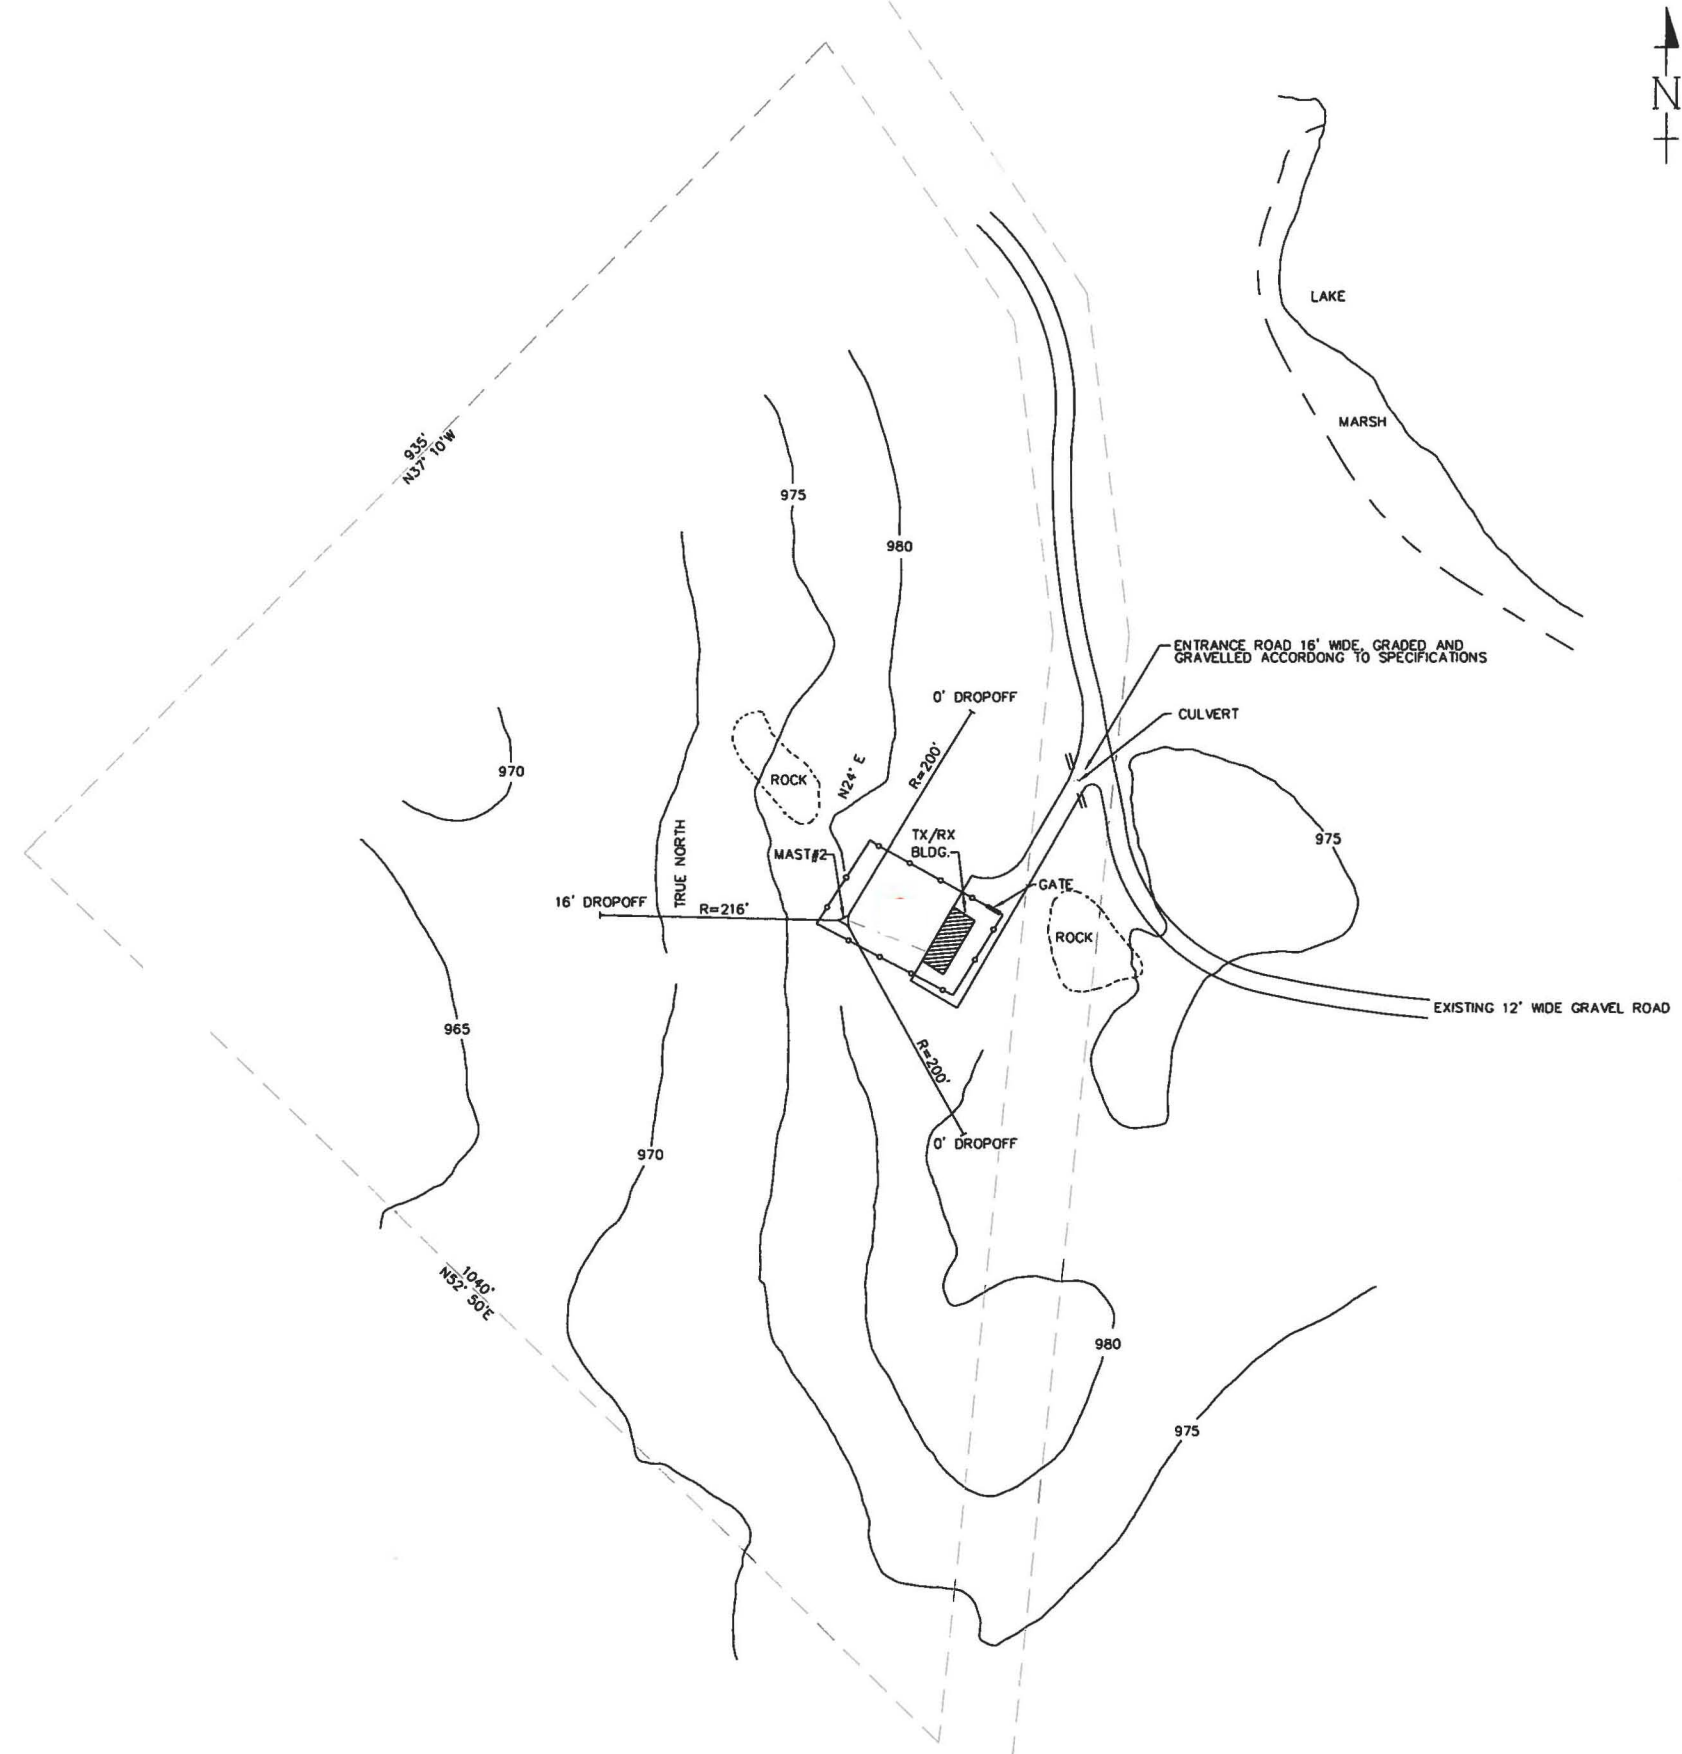 N
LAKE
MARSH
935'
N37° 10'W
975
980
ENTRANCE ROAD 16' WIDE, GRADED AND
GRAVELLED ACCORDONG TO SPECIFICATIONS
0' DROPOFF
CULVERT
R=200'
N24° E
970
ROCK
TX/RX
BLDG.
975
MAST#2
TRUE NORTH
GATE
16' DROPOFF
R=216'
ROCK
EXISTING 12' WIDE GRAVEL ROAD
965
R=200'
0' DROPOFF
970
1040'
N52° 50'E
980
975